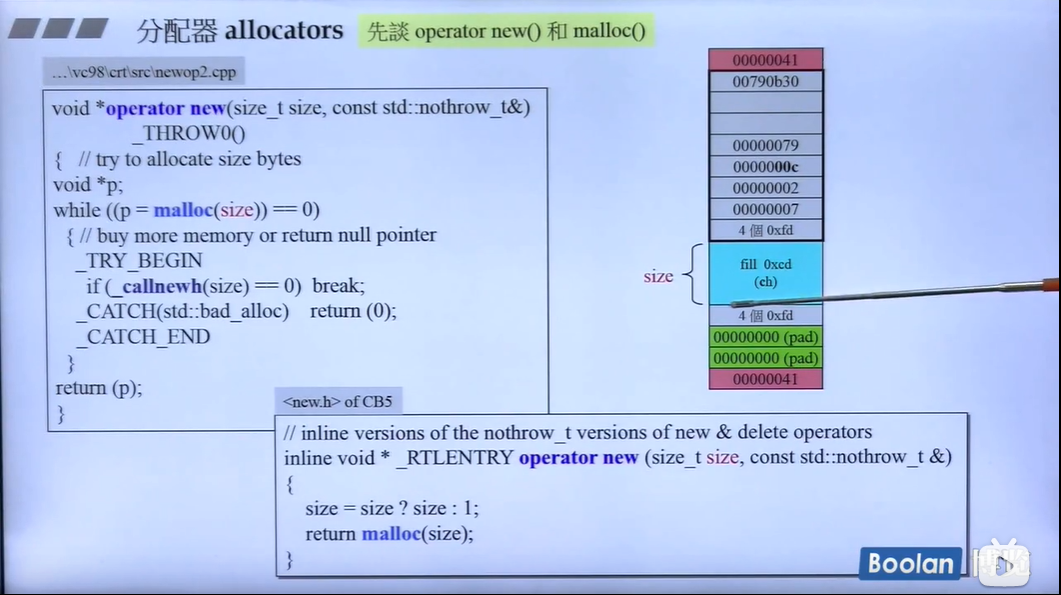 分配器 allocators
先談 operator new() 和 malloc()
…\vc98\crt\src\newop2.cpp
void *operator new(size_t size, const std::nothrow_t&)
_THROW0()
{ // try to allocate size bytes
void *p;
while ((p = malloc(size)) == 0)
{ // buy more memory or return null pointer
_TRY_BEGIN
if (_callnewh(size) == 0) break;
_CATCH(std::bad_alloc) return (0);
_CATCH_END
}
return (p);
}
<new.h> of CB5
// inline versions of the nothrow_t versions of new & delete operators
inline void * _RTLENTRY operator new (size_t size, const std::nothrow_t &)
{
size = size ? size : 1;
return malloc(size);
}
00000041
00790b30
00000079
0000000c
00000002
00000007
4 個 0xfd
size
fill 0xcd
(ch)
4 個 0xfd
00000000 (pad)
00000000 (pad)
00000041
Boolan 博览